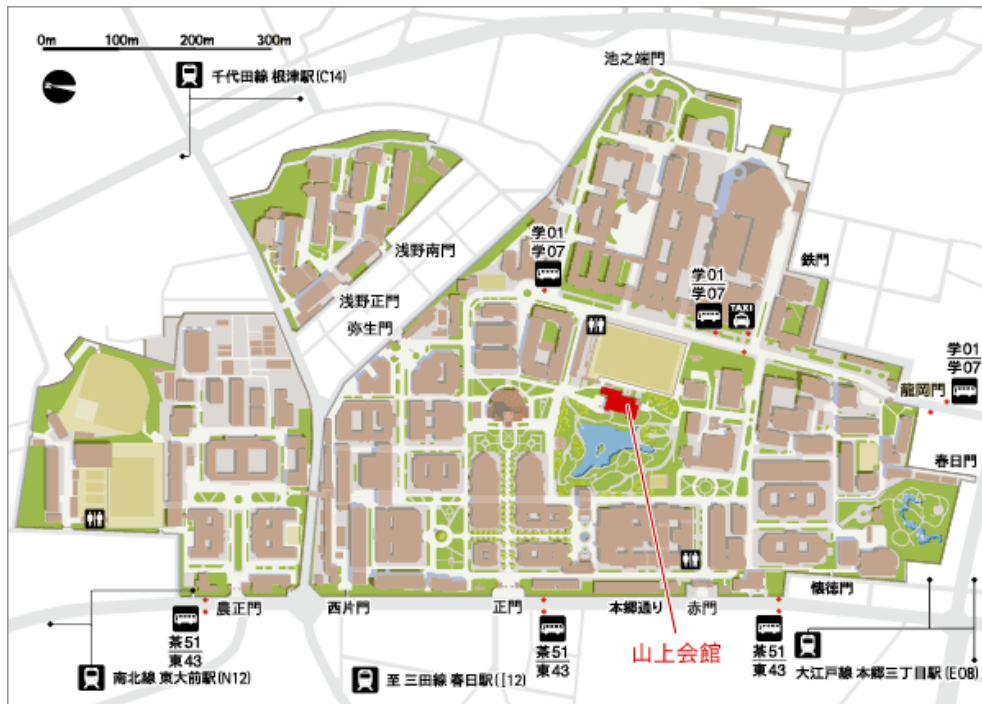 0m 100m 200m 300m
千代田線 根津駅(C14)
池之端門
浅野南門
浅野正門
弥生門
学01
学07
学01
学07
TAXI
鉄門
学01
学07
龍岡門
春日門
農正門
西片門
正門
本郷通り
赤門
懐徳門
茶51
東43
茶51
東43
茶51
東43
山上会館
南北線 東大前駅(N12)
至 三田線 春日駅(I12)
大江戸線 本郷三丁目駅(E08)